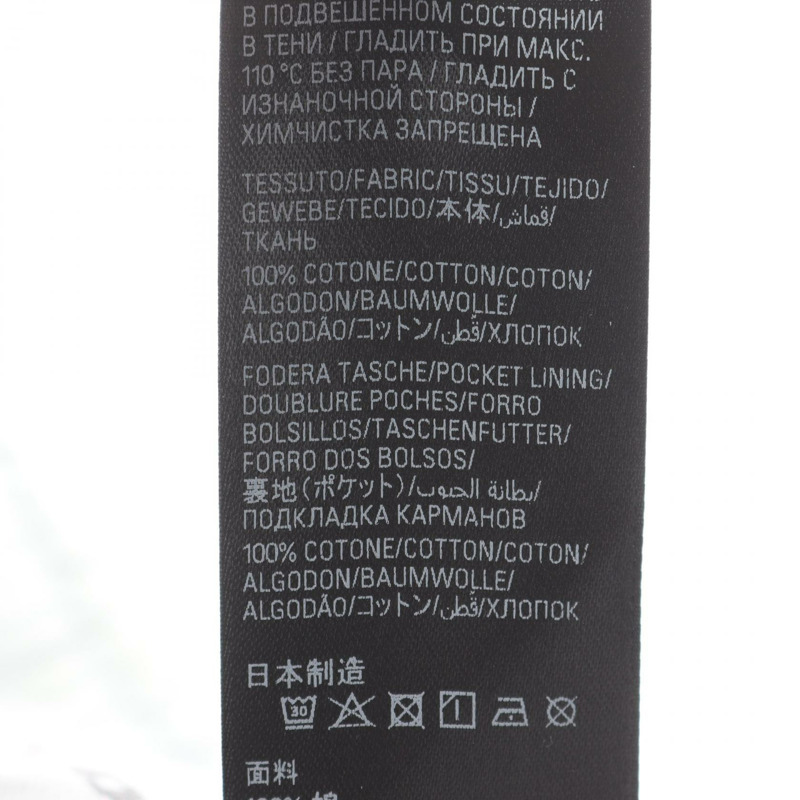 В ПОДВЕШЕННОМ СОСТОЯНИИ
В ТЕНИ / ГЛАДИТЬ ПРИ МАКС.
110 °C БЕЗ ПАРА / ГЛАДИТЬ С
ИЗНАНОЧНОЙ СТОРОНЫ /
ХИМЧИСТКА ЗАПРЕЩЕНА
TESSUTO/FABRIC/TISSU/TEJIDO/
GEWEBE/TECIDO/本体/قماش/
ТКАНЬ
100% COTONE/COTTON/COTON/
ALGODON/BAUMWOLLE/
ALGODÃO/コットン/قطن/ХЛОПОК
FODERA TASCHE/POCKET LINING/
DOUBLURE POCHES/FORRO
BOLSILLOS/TASCHENFUTTER/
FORRO DOS BOLSOS/
裏地(ポケット)/بطانة الجيوب/
ПОДКЛАДКА КАРМАНОВ
100% COTONE/COTTON/COTON/
ALGODON/BAUMWOLLE/
ALGODÃO/コットン/قطن/ХЛОПОК
日本制造
30
面料
100% 棉